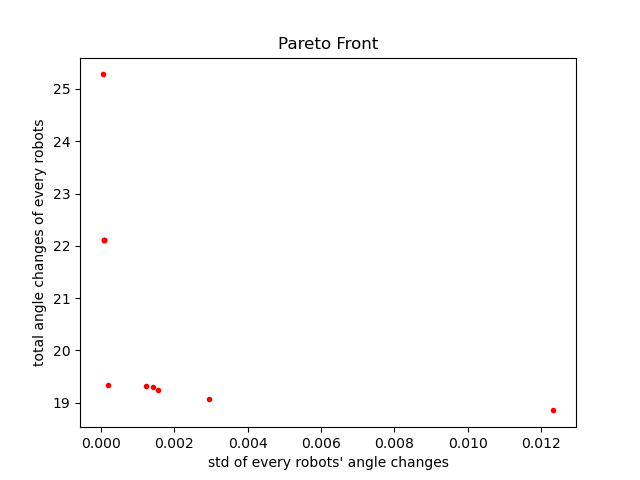 Pareto Front
total angle changes of every robots
25
24
23
22
21
20
19
0.000 0.002 0.004 0.006 0.008 0.010 0.012
std of every robots' angle changes